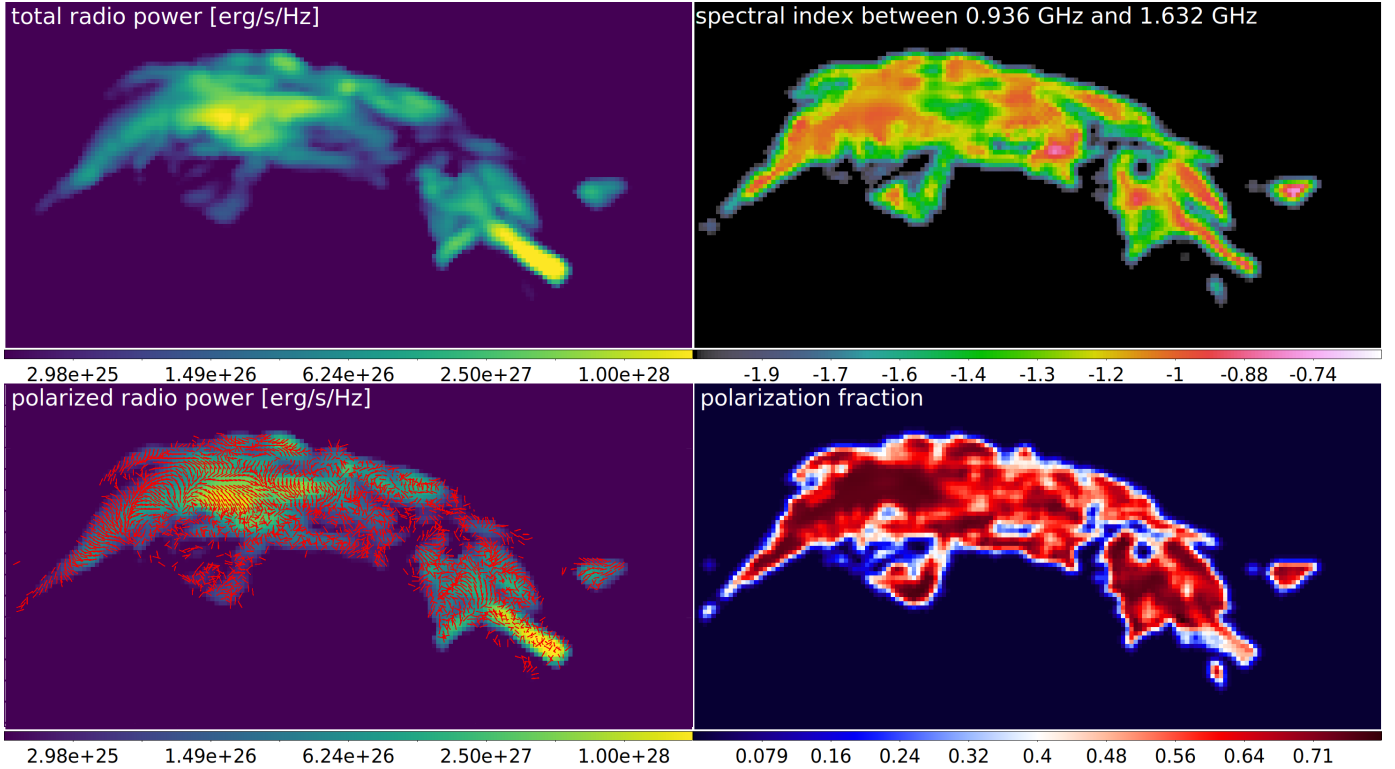 total radio power [erg/s/Hz]
spectral index between 0.936 GHz and 1.632 GHz
2.98e+25 1.49e+26 6.24e+26 2.50e+27 1.00e+28
-1.9 -1.7 -1.6 -1.4 -1.3 -1.2 -1 -0.88 -0.74
polarized radio power [erg/s/Hz]
polarization fraction
2.98e+25 1.49e+26 6.24e+26 2.50e+27 1.00e+28
0.079 0.16 0.24 0.32 0.4 0.48 0.56 0.64 0.71